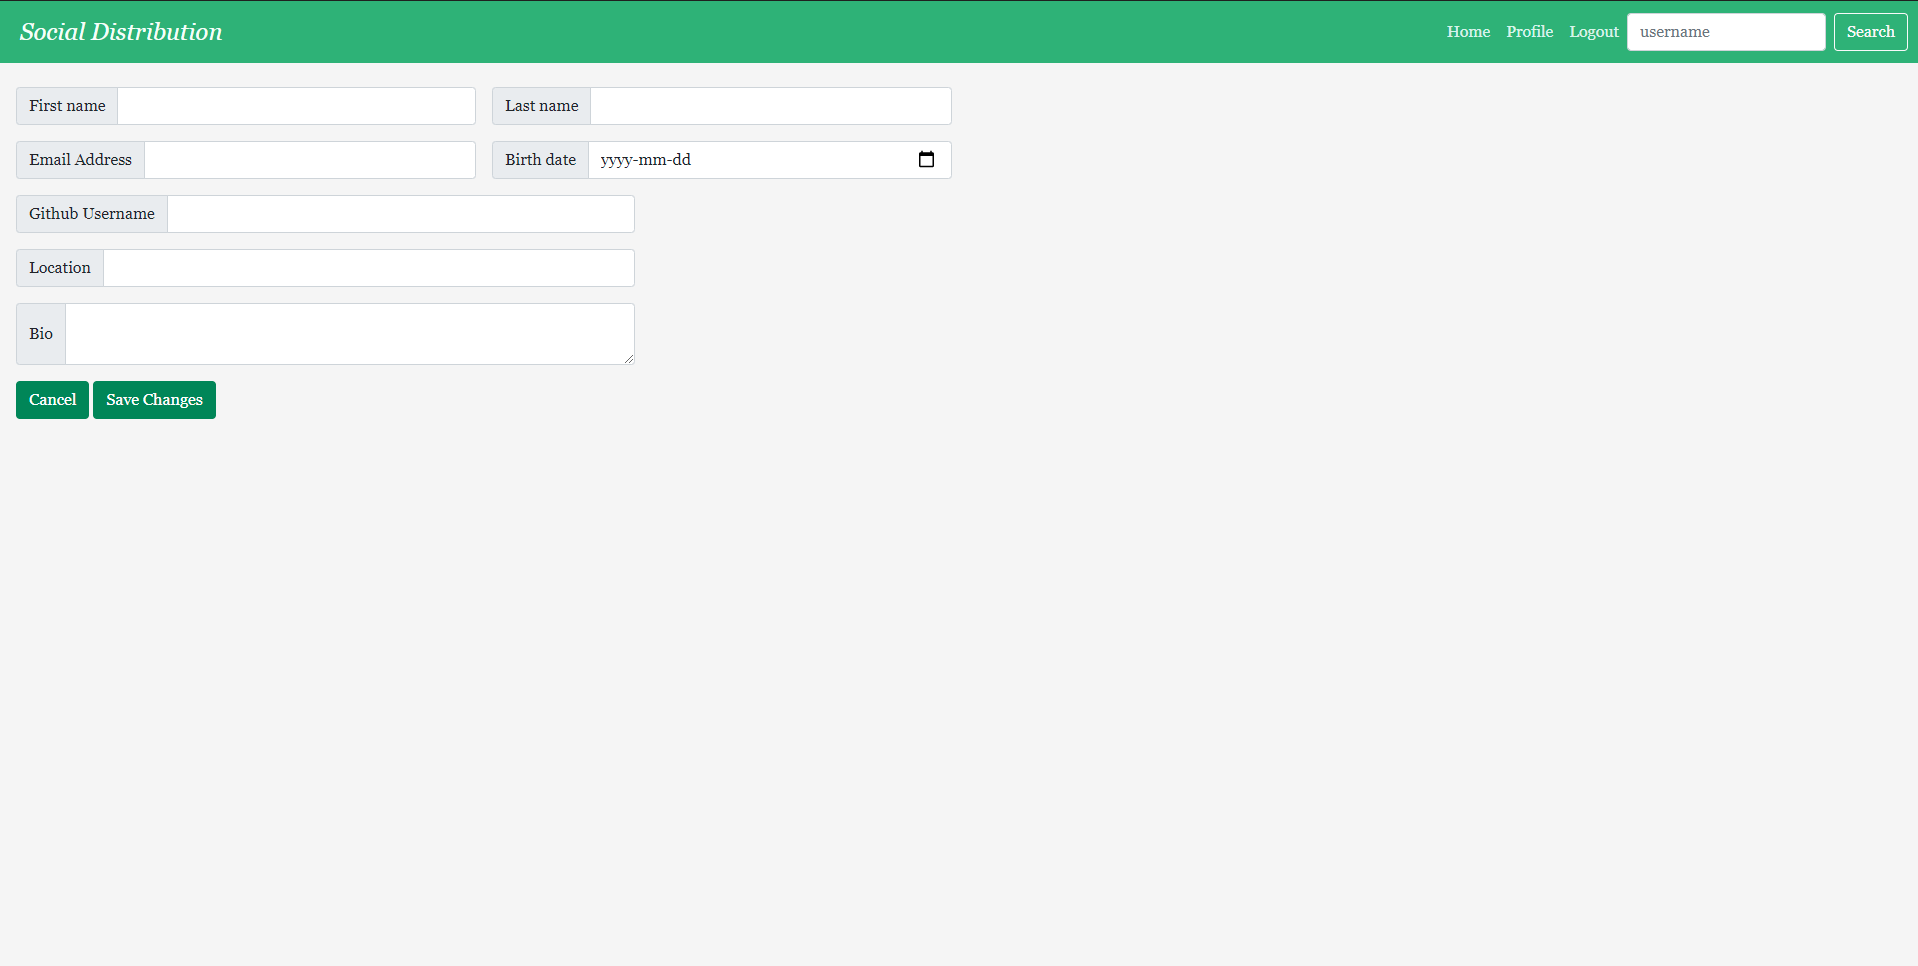 Social Distribution Home Profile Logout username Search
First name Last name
Email Address Birth date yyyy-mm-dd
Github Username
Location
Bio
Cancel Save Changes